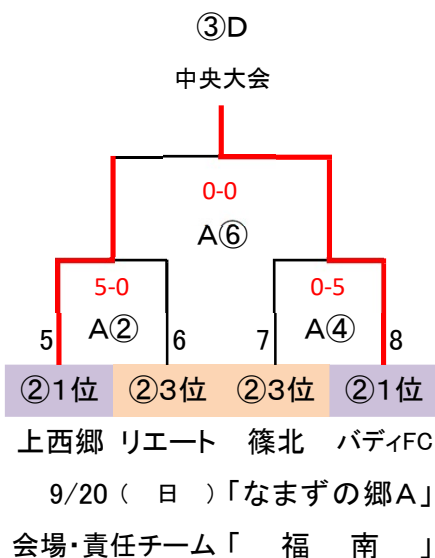 ③D
中央大会
0-0
A⑥
5-0 0-5
5 A② 6 7 A④ 8
②1位 ②3位 ②3位 ②1位
上西郷 リエート 篠北 バディFC
9/20 ( 日 )「なまずの郷A」
会場・責任チーム「 福 南 」